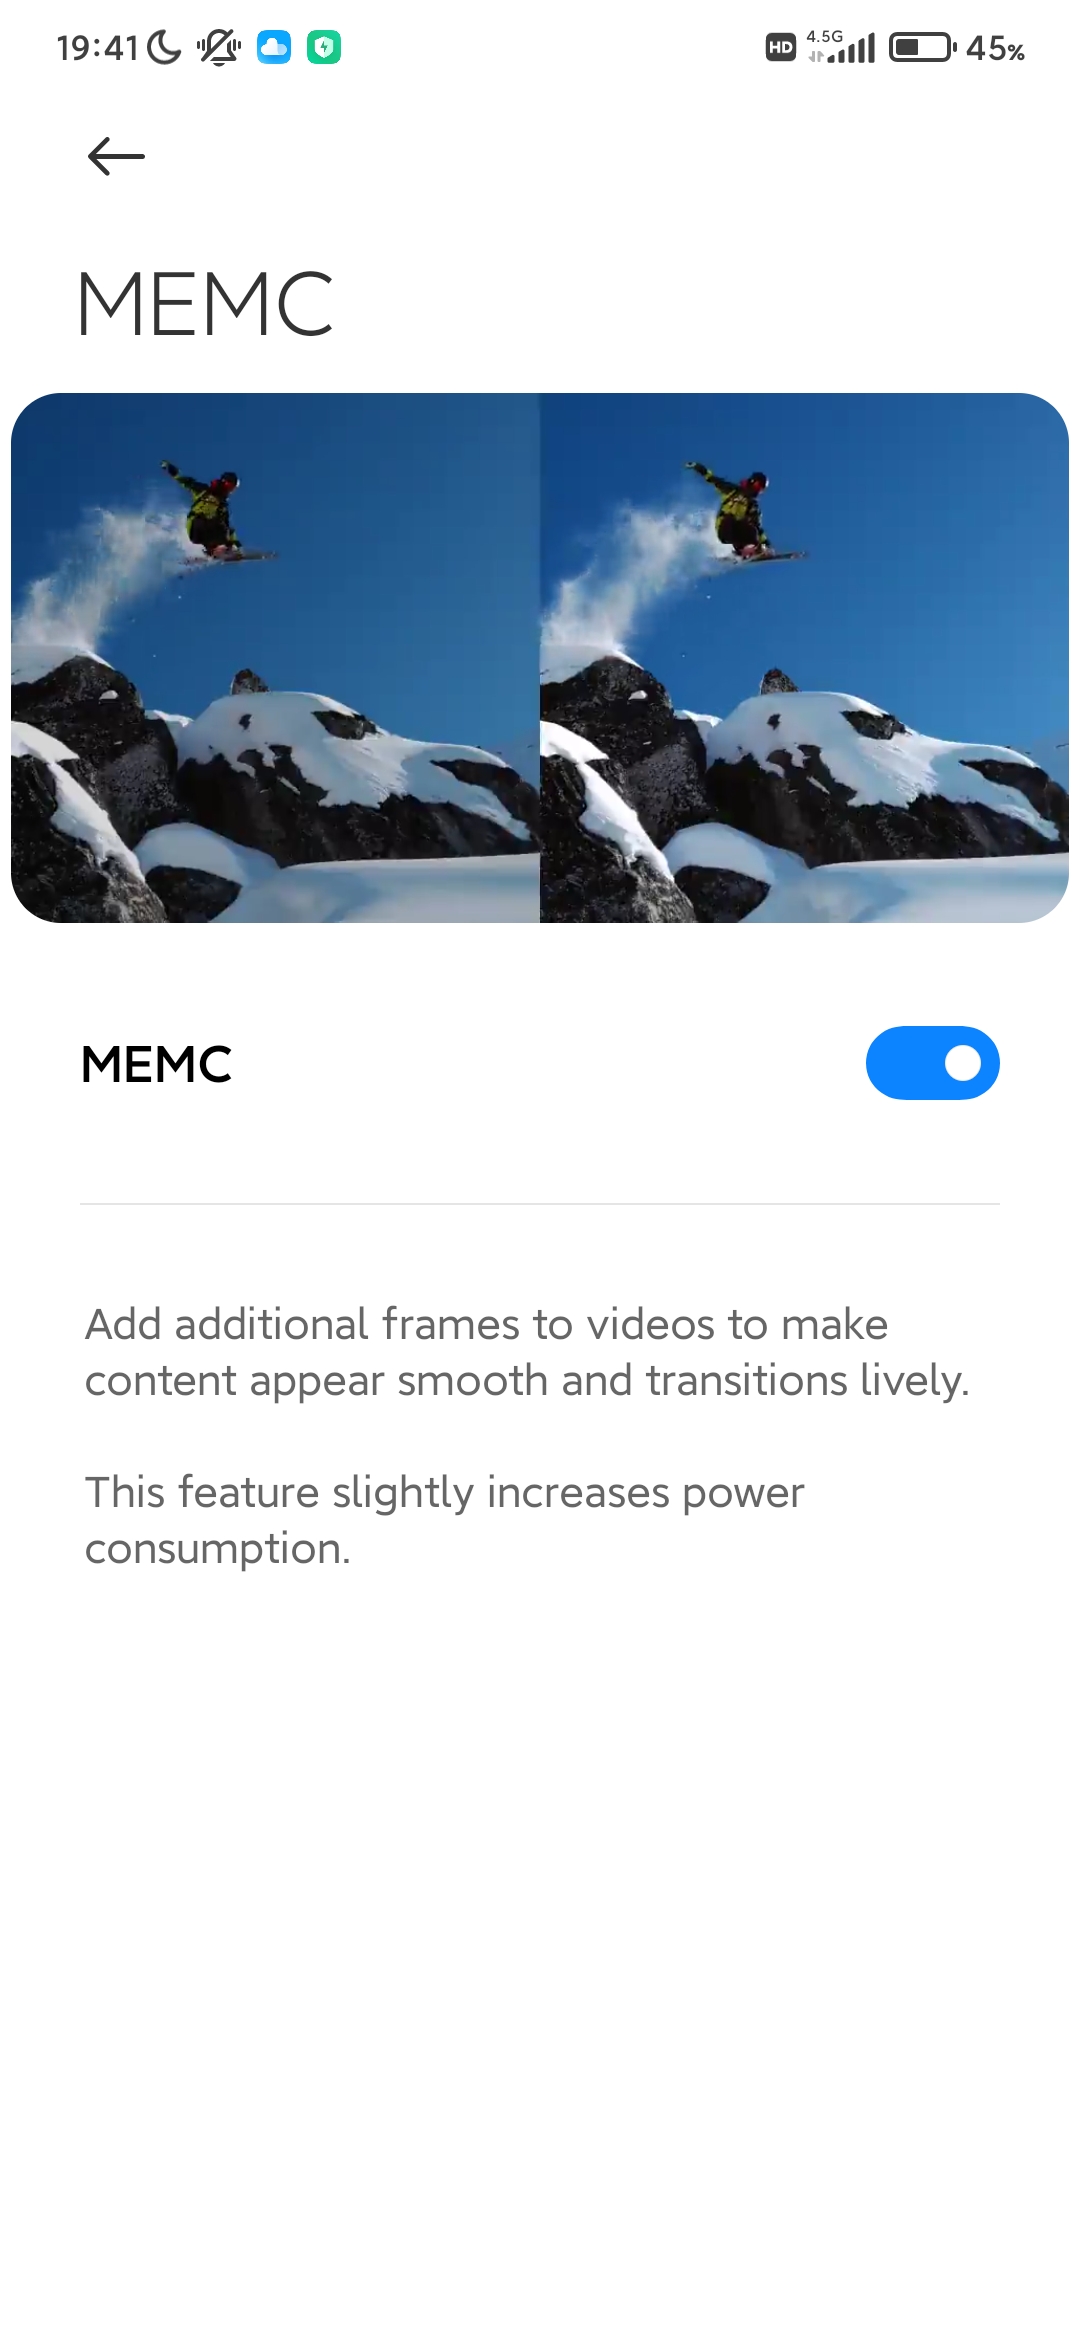 19:41 HD 4.5G 45%
MEMC
MEMC
Add additional frames to videos to make
content appear smooth and transitions lively.
This feature slightly increases power
consumption.